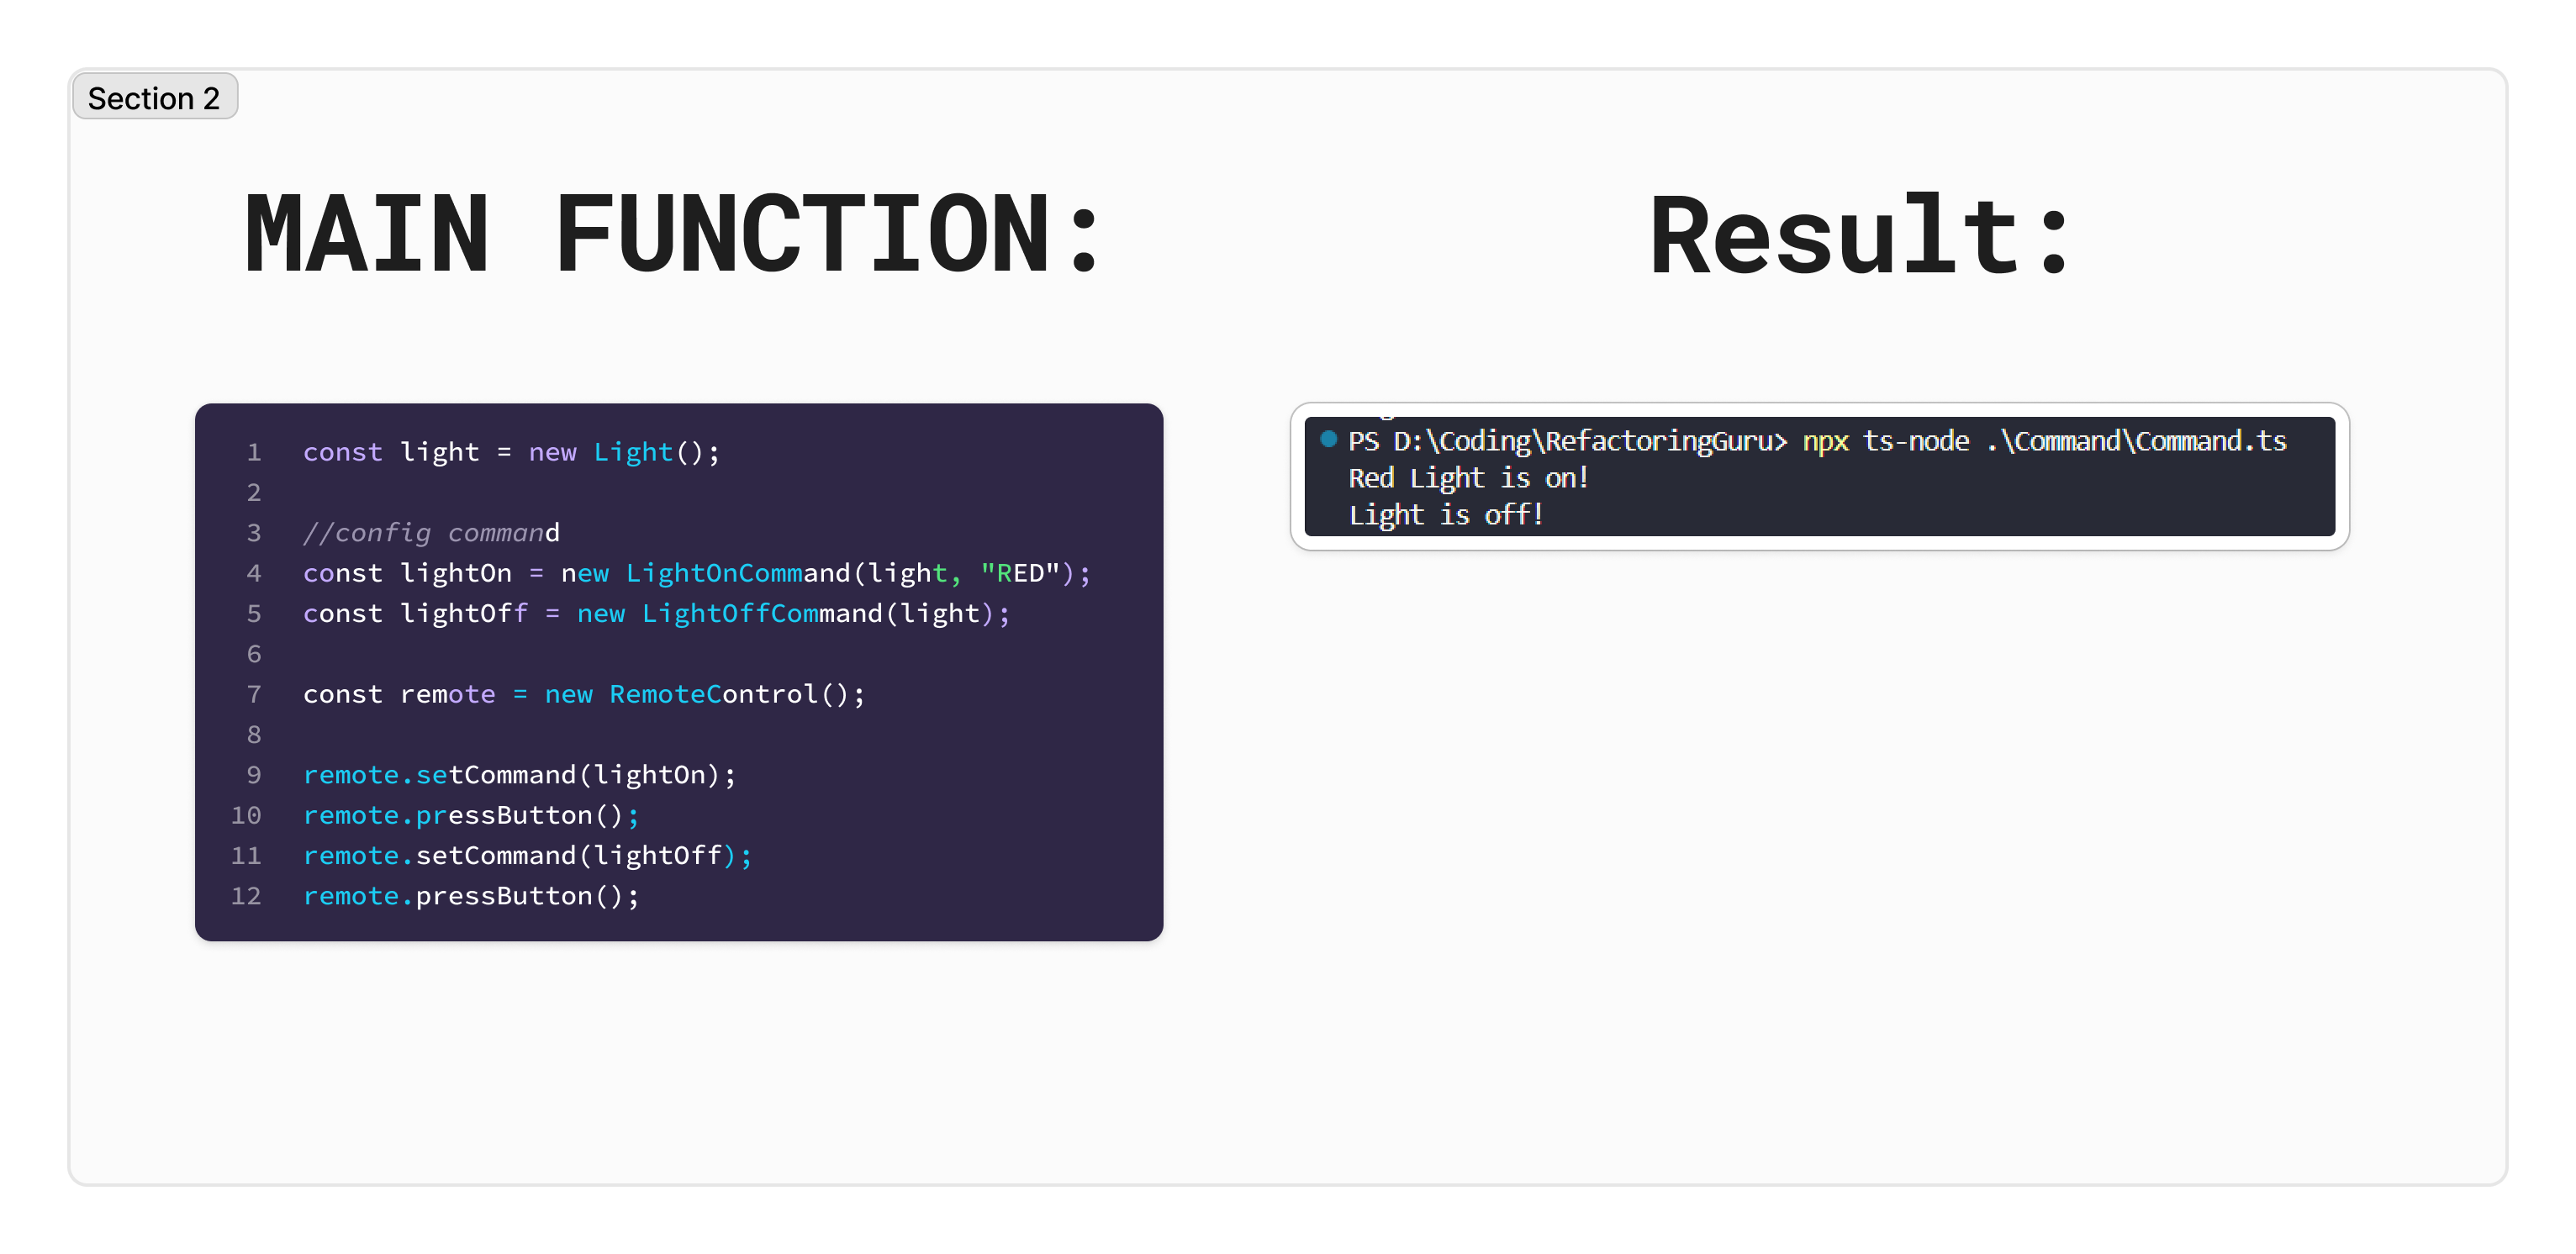 Section 2
MAIN FUNCTION:
1 const light = new Light();
2
3 //config command
4 const lightOn = new LightOnCommand(light, "RED");
5 const lightOff = new LightOffCommand(light);
6
7 const remote = new RemoteControl();
8
9 remote.setCommand(lightOn);
10 remote.pressButton();
11 remote.setCommand(lightOff);
12 remote.pressButton();
Result:
PS D:\Coding\RefactoringGuru> npx ts-node .\Command\Command.ts
Red Light is on!
Light is off!